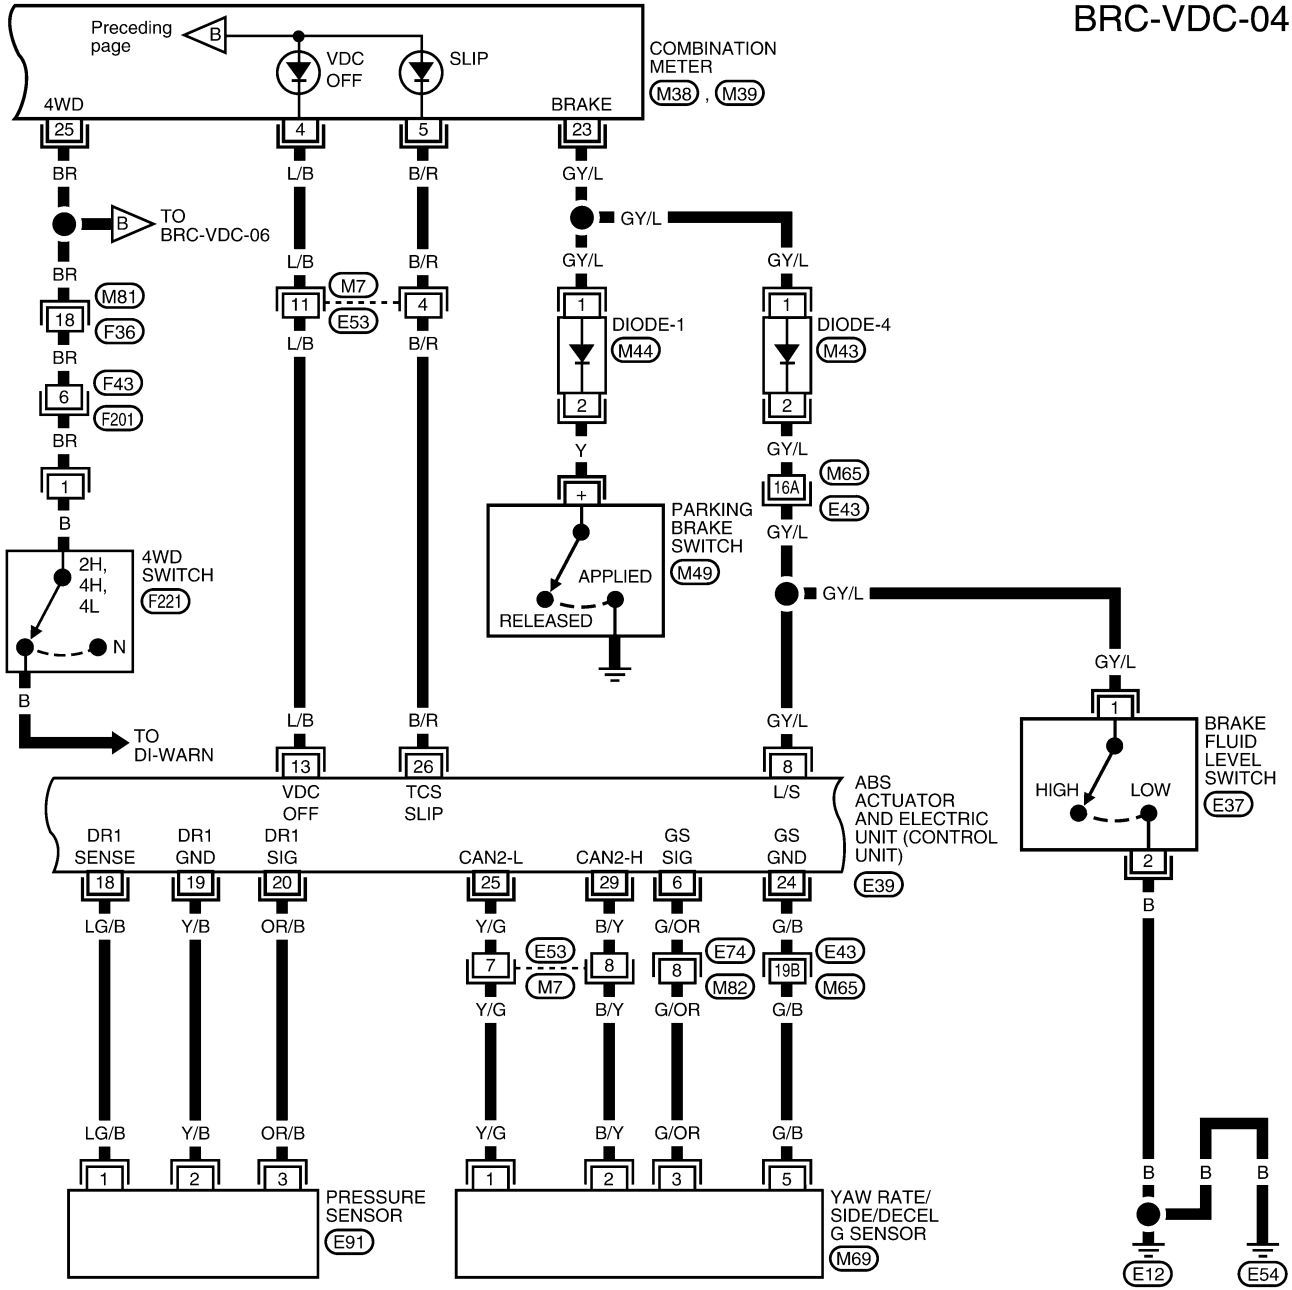 BRC-VDC-04
Preceding
page
B
VDC
OFF
SLIP
COMBINATION
METER
M38 , M39
4WD
BRAKE
25
4
5
23
BR
L/B
B/R
GY/L
B
TO
BRC-VDC-06
GY/L
BR
L/B
B/R
GY/L
GY/L
M81
18
F36
11
M7
E53
4
1
1
DIODE-1
M44
DIODE-4
M43
BR
L/B
B/R
6
F43
F201
2
2
BR
Y
GY/L
1
16A
M65
E43
+
B
PARKING
BRAKE
SWITCH
M49
GY/L
4WD
SWITCH
F221
2H,
4H,
4L
N
APPLIED
RELEASED
GY/L
B
GY/L
TO
DI-WARN
L/B
B/R
GY/L
1
BRAKE
FLUID
LEVEL
SWITCH
E37
HIGH
LOW
2
B
13
26
8
VDC
OFF
TCS
SLIP
L/S
ABS
ACTUATOR
AND ELECTRIC
UNIT (CONTROL
UNIT)
E39
DR1
SENSE
DR1
GND
DR1
SIG
CAN2-L
CAN2-H
GS
SIG
GS
GND
18
19
20
25
29
6
24
LG/B
Y/B
OR/B
Y/G
B/Y
G/OR
G/B
7
E53
M7
8
8
E74
M82
19B
E43
M65
Y/G
B/Y
G/OR
G/B
LG/B
Y/B
OR/B
Y/G
B/Y
G/OR
G/B
1
2
3
1
2
3
5
PRESSURE
SENSOR
E91
YAW RATE/
SIDE/DECEL
G SENSOR
M69
B
B
B
E12
E54